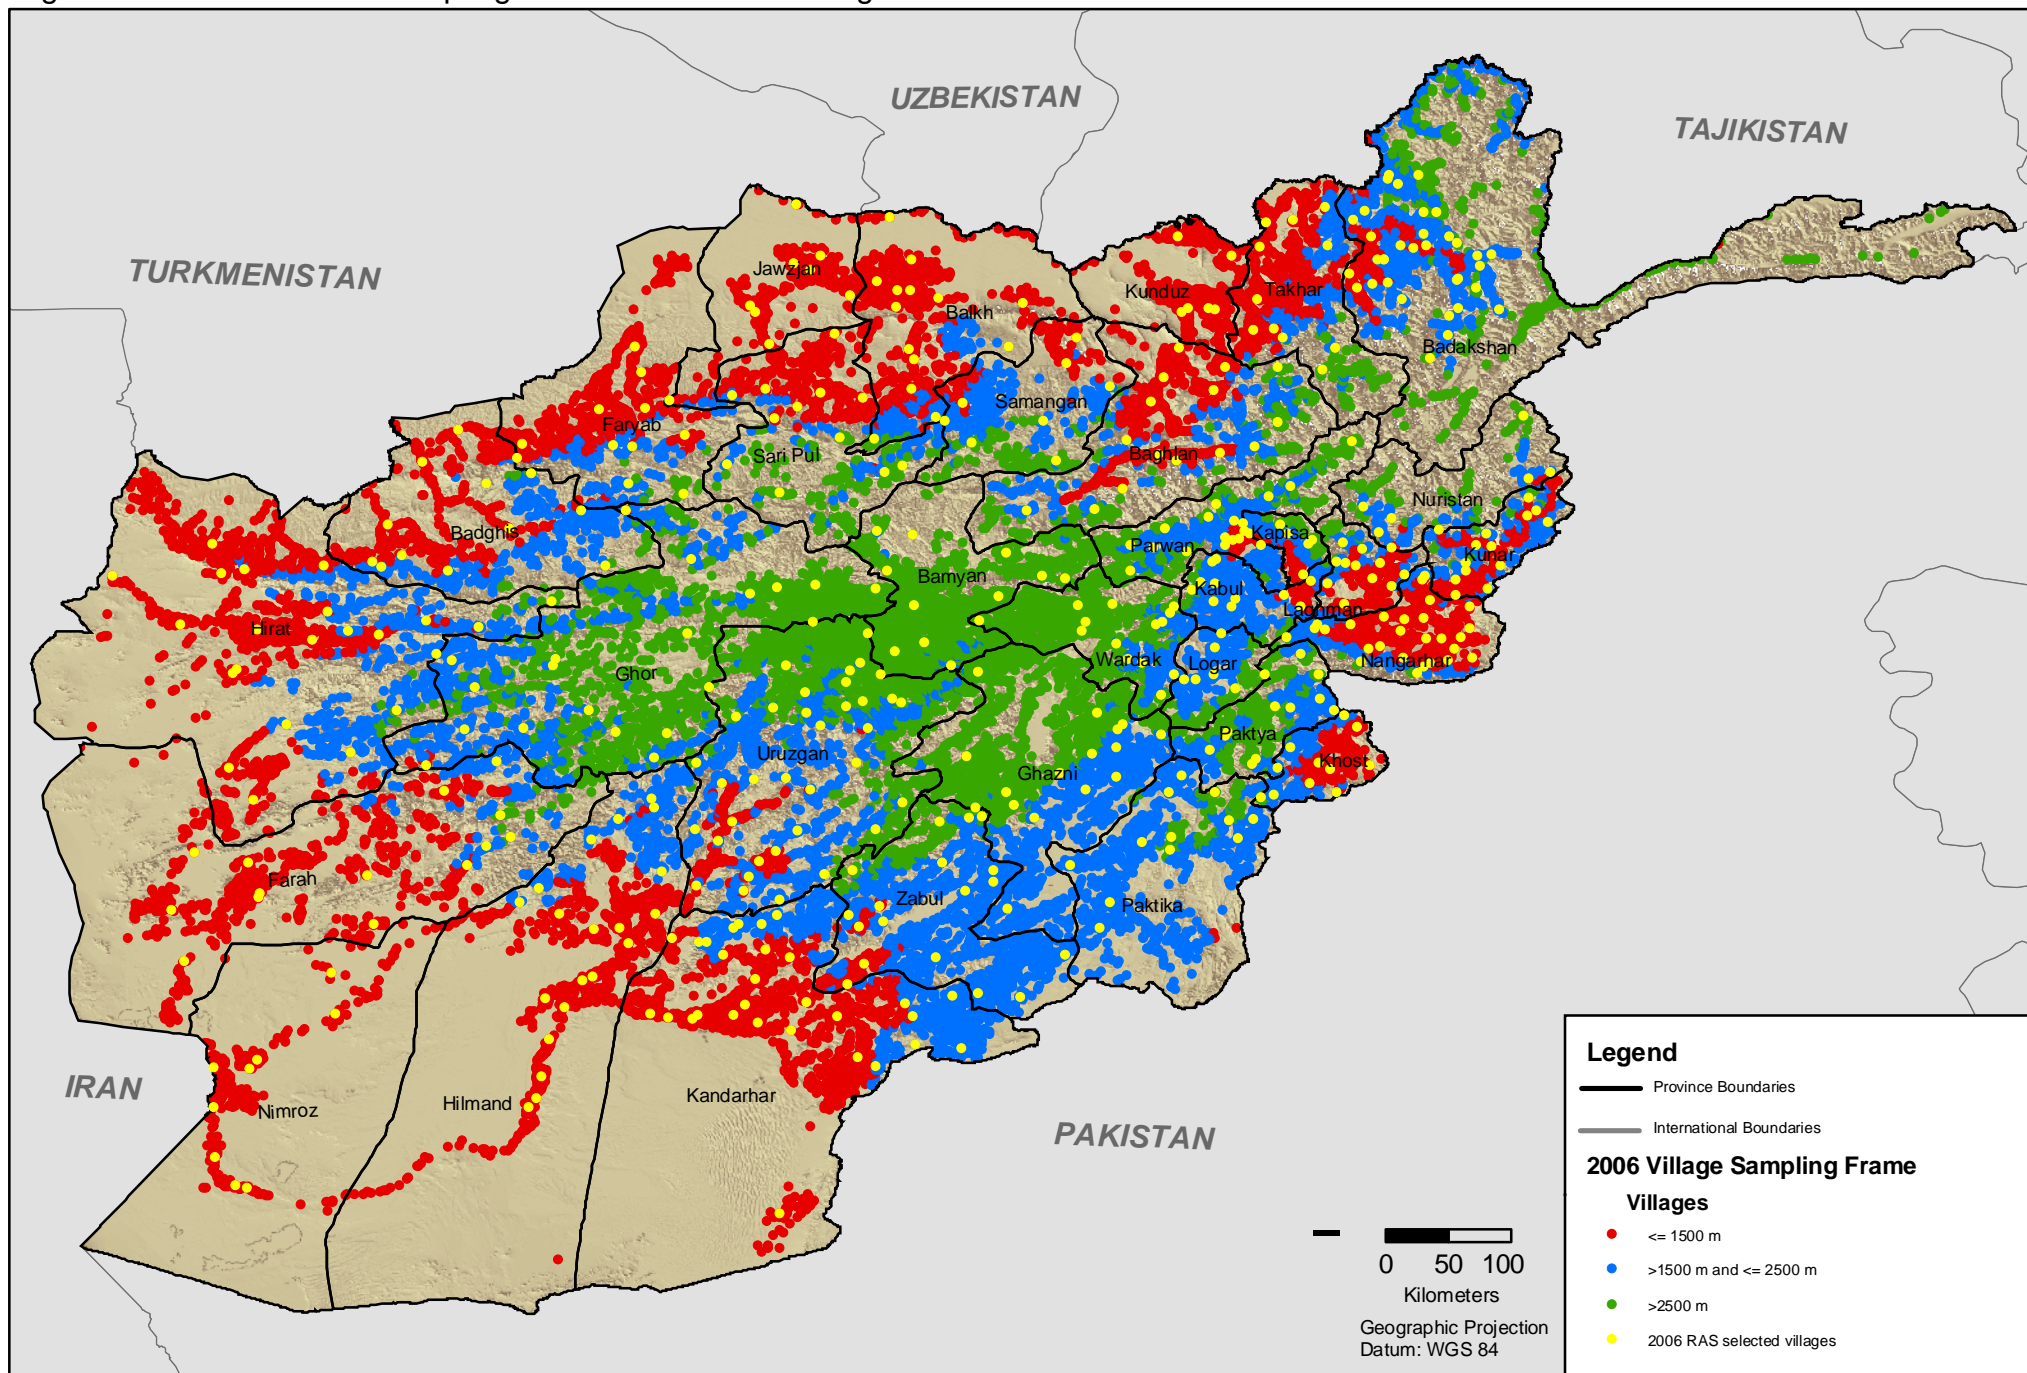 UZBEKISTAN
TAJIKISTAN
TURKMENISTAN
Jawzjan
Kunduz
Takhar
Balkh
Badakshan
Samangan
Faryab
Sari Pul
Baghlan
Nuristan
Badghis
Kapisa
Parwan
Kunar
Bamyan
Kabul
Laghman
Hirat
Wardak
Logar
Nangarhar
Ghor
Paktya
Uruzgan
Khost
Ghazni
Farah
Zabul
Paktika
IRAN
Nimroz
Hilmand
Kandarhar
PAKISTAN
Legend
Province Boundaries
International Boundaries
2006 Village Sampling Frame
Villages
<= 1500 m
>1500 m and <= 2500 m
>2500 m
2006 RAS selected villages
0 50 100
Kilometers
Geographic Projection
Datum: WGS 84